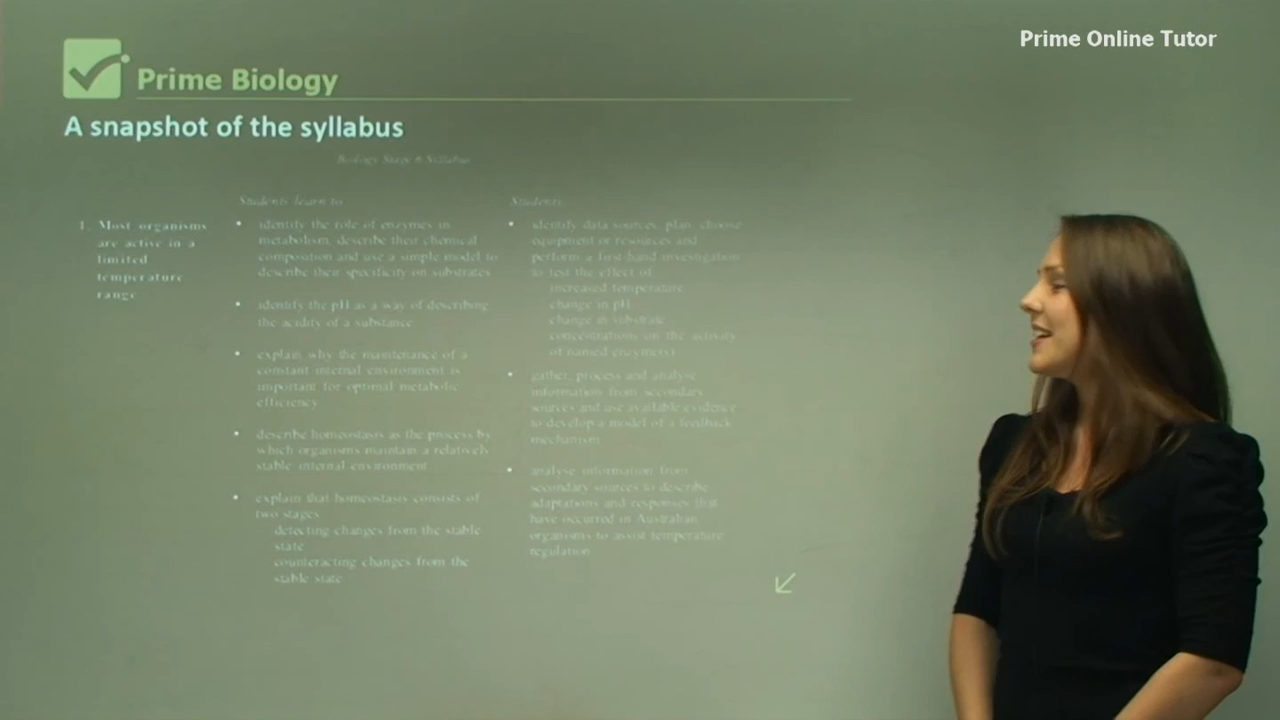 Prime Online Tutor
Prime Biology
A snapshot of the syllabus
Biology Stage 6 Syllabus
Students learn to
1. Most organisms
are active in a
limited
temperature
range
• identify the role of enzymes in
metabolism, describe their chemical
composition and use a simple model to
describe their specificity on substrates
• identify the pH as a way of describing
the acidity of a substance
• explain why the maintenance of a
constant internal environment is
important for optimal metabolic
efficiency
• describe homeostasis as the process by
which organisms maintain a relatively
stable internal environment
• explain that homeostasis consists of
two stages
detecting changes from the stable
state
counteracting changes from the
stable state
Students
• identify data sources, plan, choose
equipment or resources and
perform a first-hand investigation
to test the effect of
increased temperature
change in pH
change in substrate
concentrations on the activity
of named enzyme(s)
• gather, process and analyse
information from secondary
sources and use available evidence
to develop a model of a feedback
mechanism
• analyse information from
secondary sources to describe
adaptations and responses that
have occurred in Australian
organisms to assist temperature
regulation